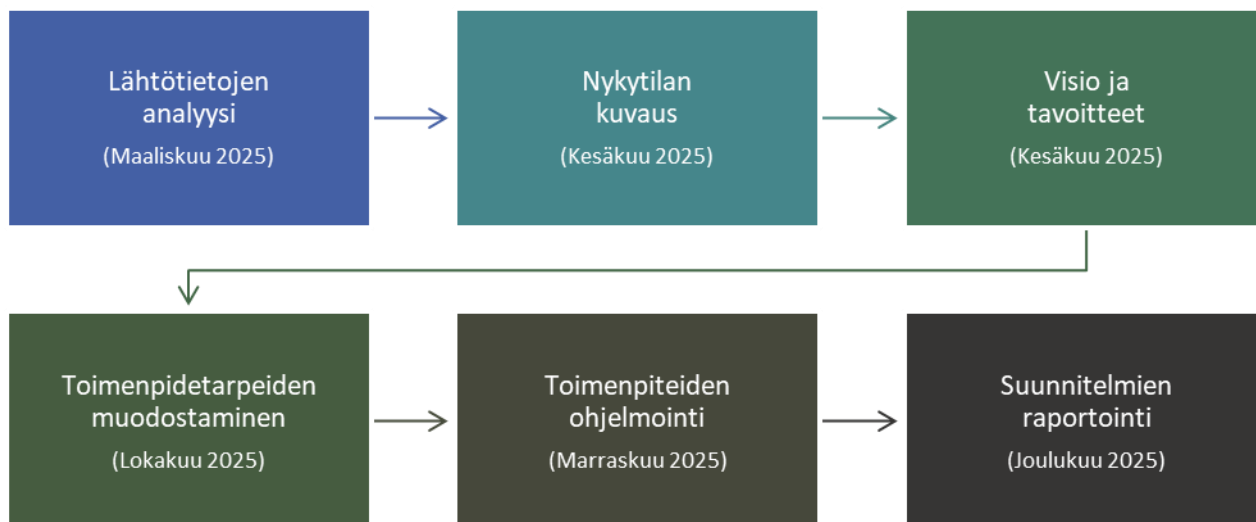 Lähtötietojen
analyysi
(Maaliskuu 2025)
Nykytilan
kuvaus
(Kesäkuu 2025)
Visio ja
tavoitteet
(Kesäkuu 2025)
Toimenpidetarpeiden
muodostaminen
(Lokakuu 2025)
Toimenpiteiden
ohjelmointi
(Marraskuu 2025)
Suunnitelmien
raportointi
(Joulukuu 2025)